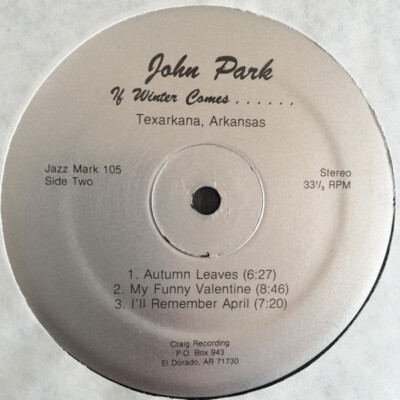 John Park
If Winter Comes......
Texarkana, Arkansas
Jazz Mark 105
Side Two
Stereo
33⅓ RPM
1. Autumn Leaves (6:27)
2. My Funny Valentine (8:46)
3. I'll Remember April (7:20)
Craig Recording
P.O. Box 943
El Dorado, AR 71730